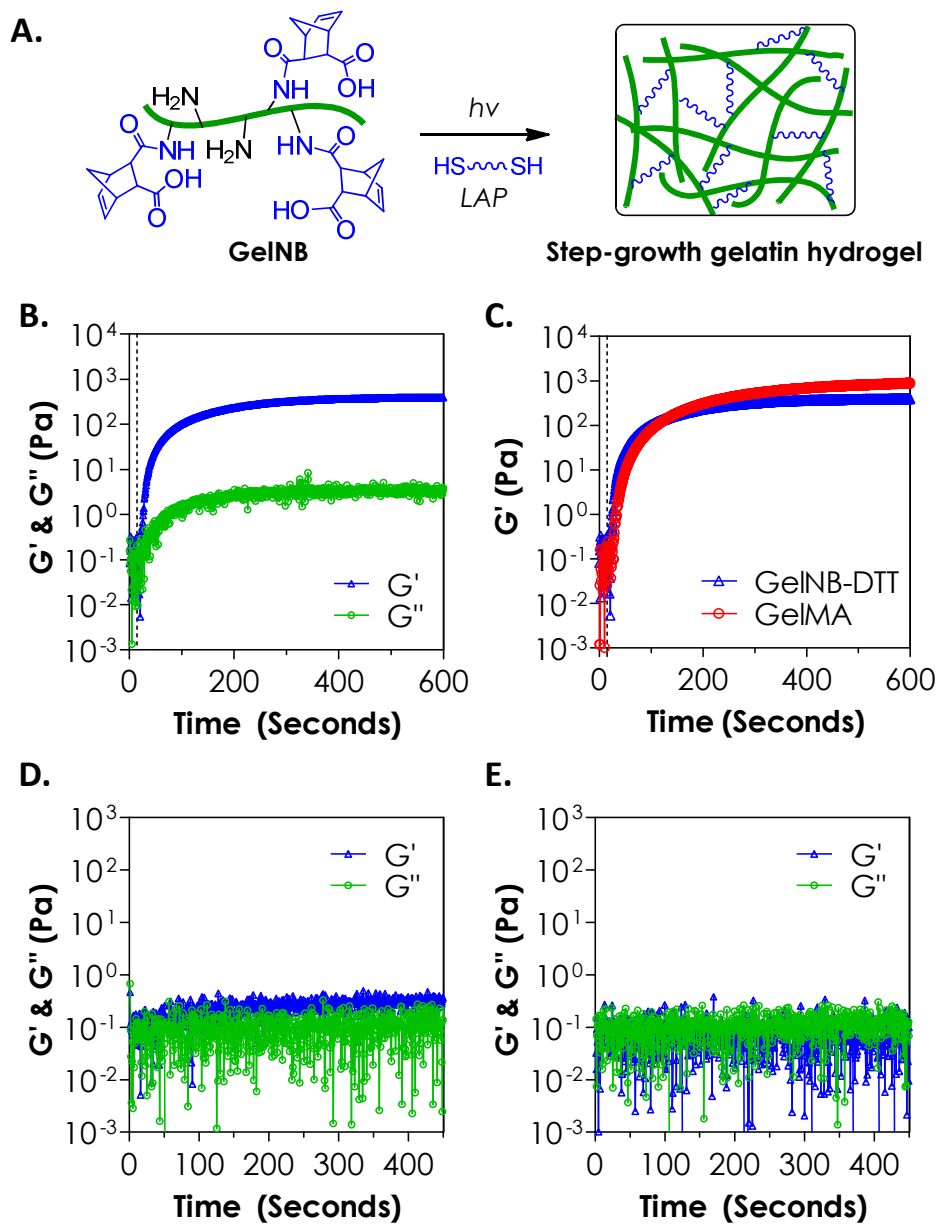 A.
O
OH
O
NH
H₂N
O
NH
OH
O
H₂N
HN
O
HO
O
GelNB
hν
HS SH
LAP
Step-growth gelatin hydrogel
B.
G' & G'' (Pa)
10⁴
10³
10²
10¹
10⁰
10⁻¹
10⁻²
10⁻³
G'
G''
0 200 400 600
Time (Seconds)
C.
G' (Pa)
10⁴
10³
10²
10¹
10⁰
10⁻¹
10⁻²
10⁻³
GelNB-DTT
GelMA
0 200 400 600
Time (Seconds)
D.
G' & G'' (Pa)
10³
10²
10¹
10⁰
10⁻¹
10⁻²
10⁻³
G'
G''
0 100 200 300 400
Time (Seconds)
E.
G' & G'' (Pa)
10³
10²
10¹
10⁰
10⁻¹
10⁻²
10⁻³
G'
G''
0 100 200 300 400
Time (Seconds)